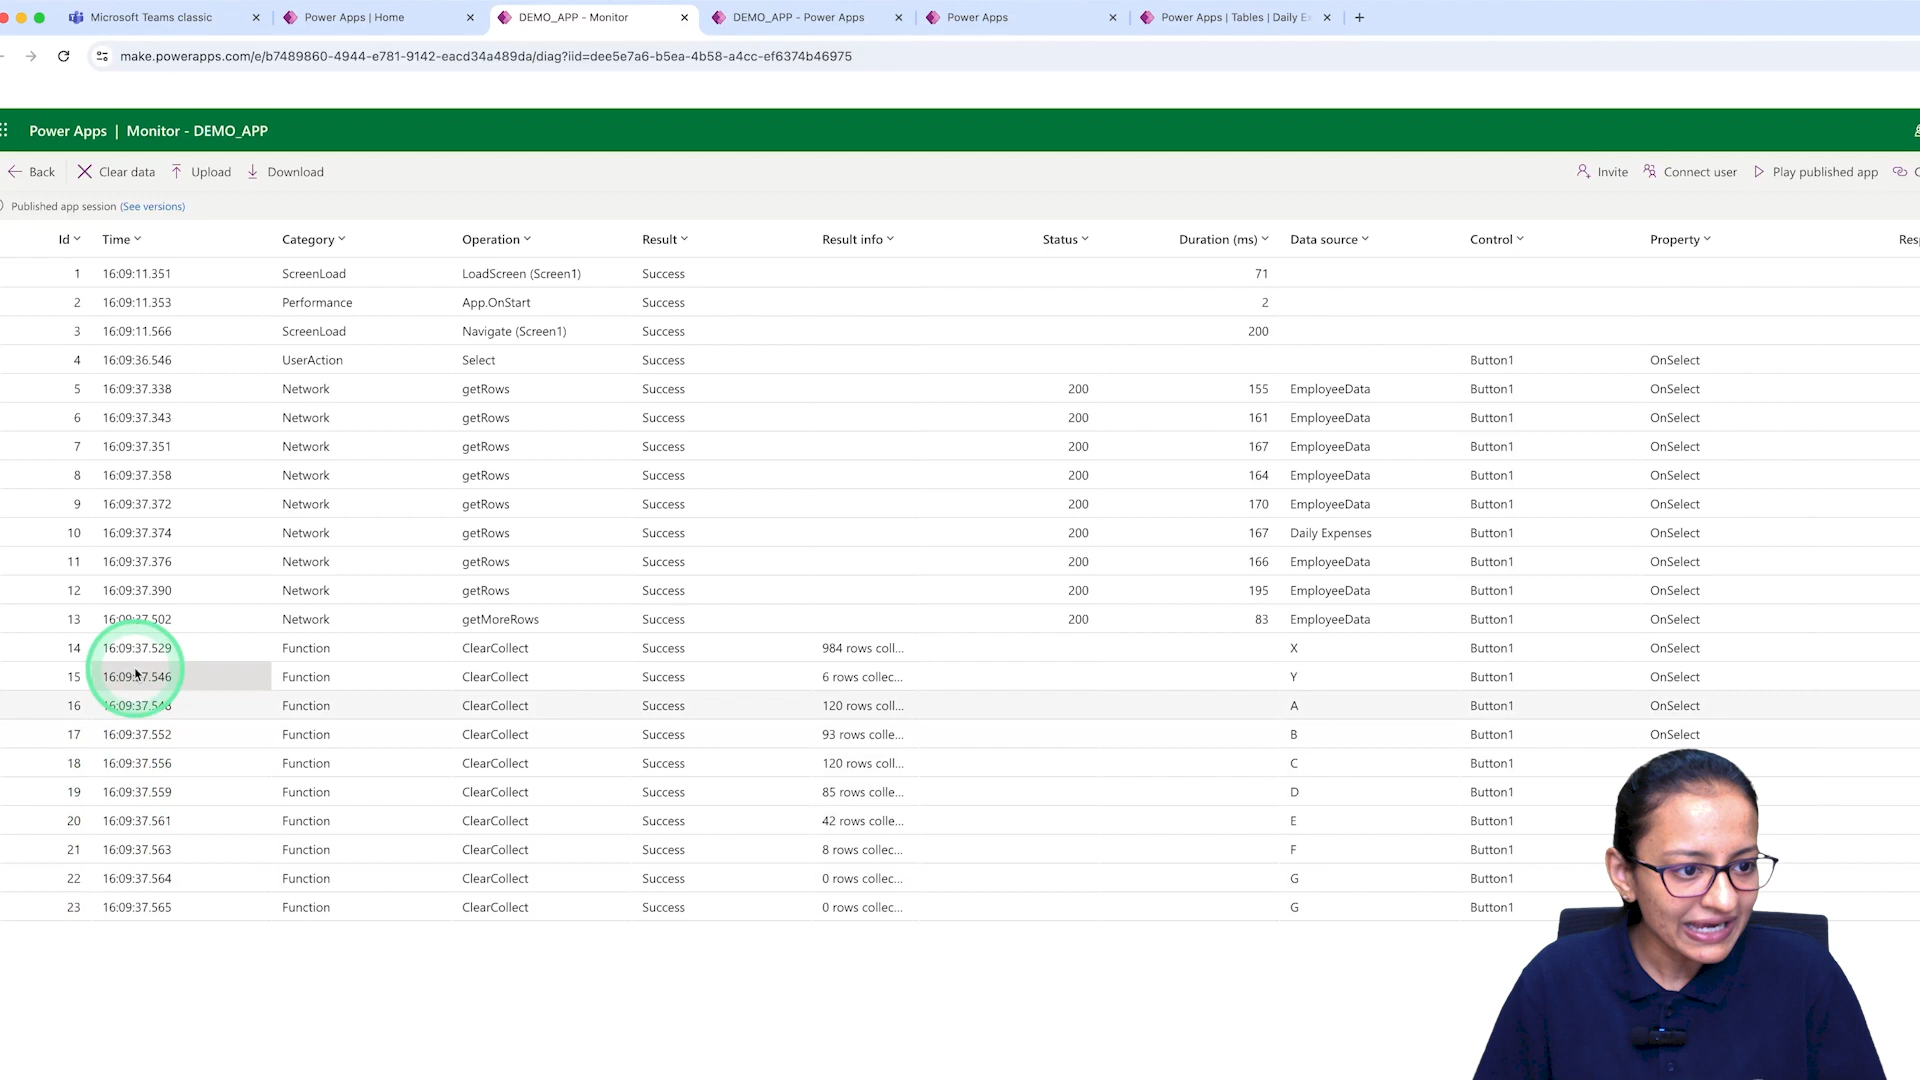 Microsoft Teams classic
Power Apps | Home
DEMO_APP - Monitor
DEMO_APP - Power Apps
Power Apps
Power Apps | Tables | Daily Ex
make.powerapps.com/e/b7489860-4944-e781-9142-eacd34a489da/diag?iid=dee5e7a6-b5ea-4b58-a4cc-ef6374b46975
Power Apps | Monitor - DEMO_APP
Back Clear data Upload Download Invite Connect user Play published app
Published app session (See versions)
Id Time Category Operation Result Result info Status Duration (ms) Data source Control Property Resp
1 16:09:11.351 ScreenLoad LoadScreen (Screen1) Success 71
2 16:09:11.353 Performance App.OnStart Success 2
3 16:09:11.566 ScreenLoad Navigate (Screen1) Success 200
4 16:09:36.546 UserAction Select Success Button1 OnSelect
5 16:09:37.338 Network getRows Success 200 155 EmployeeData Button1 OnSelect
6 16:09:37.343 Network getRows Success 200 161 EmployeeData Button1 OnSelect
7 16:09:37.351 Network getRows Success 200 167 EmployeeData Button1 OnSelect
8 16:09:37.358 Network getRows Success 200 164 EmployeeData Button1 OnSelect
9 16:09:37.372 Network getRows Success 200 170 EmployeeData Button1 OnSelect
10 16:09:37.374 Network getRows Success 200 167 Daily Expenses Button1 OnSelect
11 16:09:37.376 Network getRows Success 200 166 EmployeeData Button1 OnSelect
12 16:09:37.390 Network getRows Success 200 195 EmployeeData Button1 OnSelect
13 16:09:37.502 Network getMoreRows Success 200 83 EmployeeData Button1 OnSelect
14 16:09:37.529 Function ClearCollect Success 984 rows coll... X Button1 OnSelect
15 16:09:37.546 Function ClearCollect Success 6 rows collec... Y Button1 OnSelect
16 16:09:37.548 Function ClearCollect Success 120 rows coll... A Button1 OnSelect
17 16:09:37.552 Function ClearCollect Success 93 rows colle... B Button1 OnSelect
18 16:09:37.556 Function ClearCollect Success 120 rows coll... C Button1
19 16:09:37.559 Function ClearCollect Success 85 rows colle... D Button1
20 16:09:37.561 Function ClearCollect Success 42 rows colle... E Button1
21 16:09:37.563 Function ClearCollect Success 8 rows collec... F Button1
22 16:09:37.564 Function ClearCollect Success 0 rows collec... G Button1
23 16:09:37.565 Function ClearCollect Success 0 rows collec... G Button1